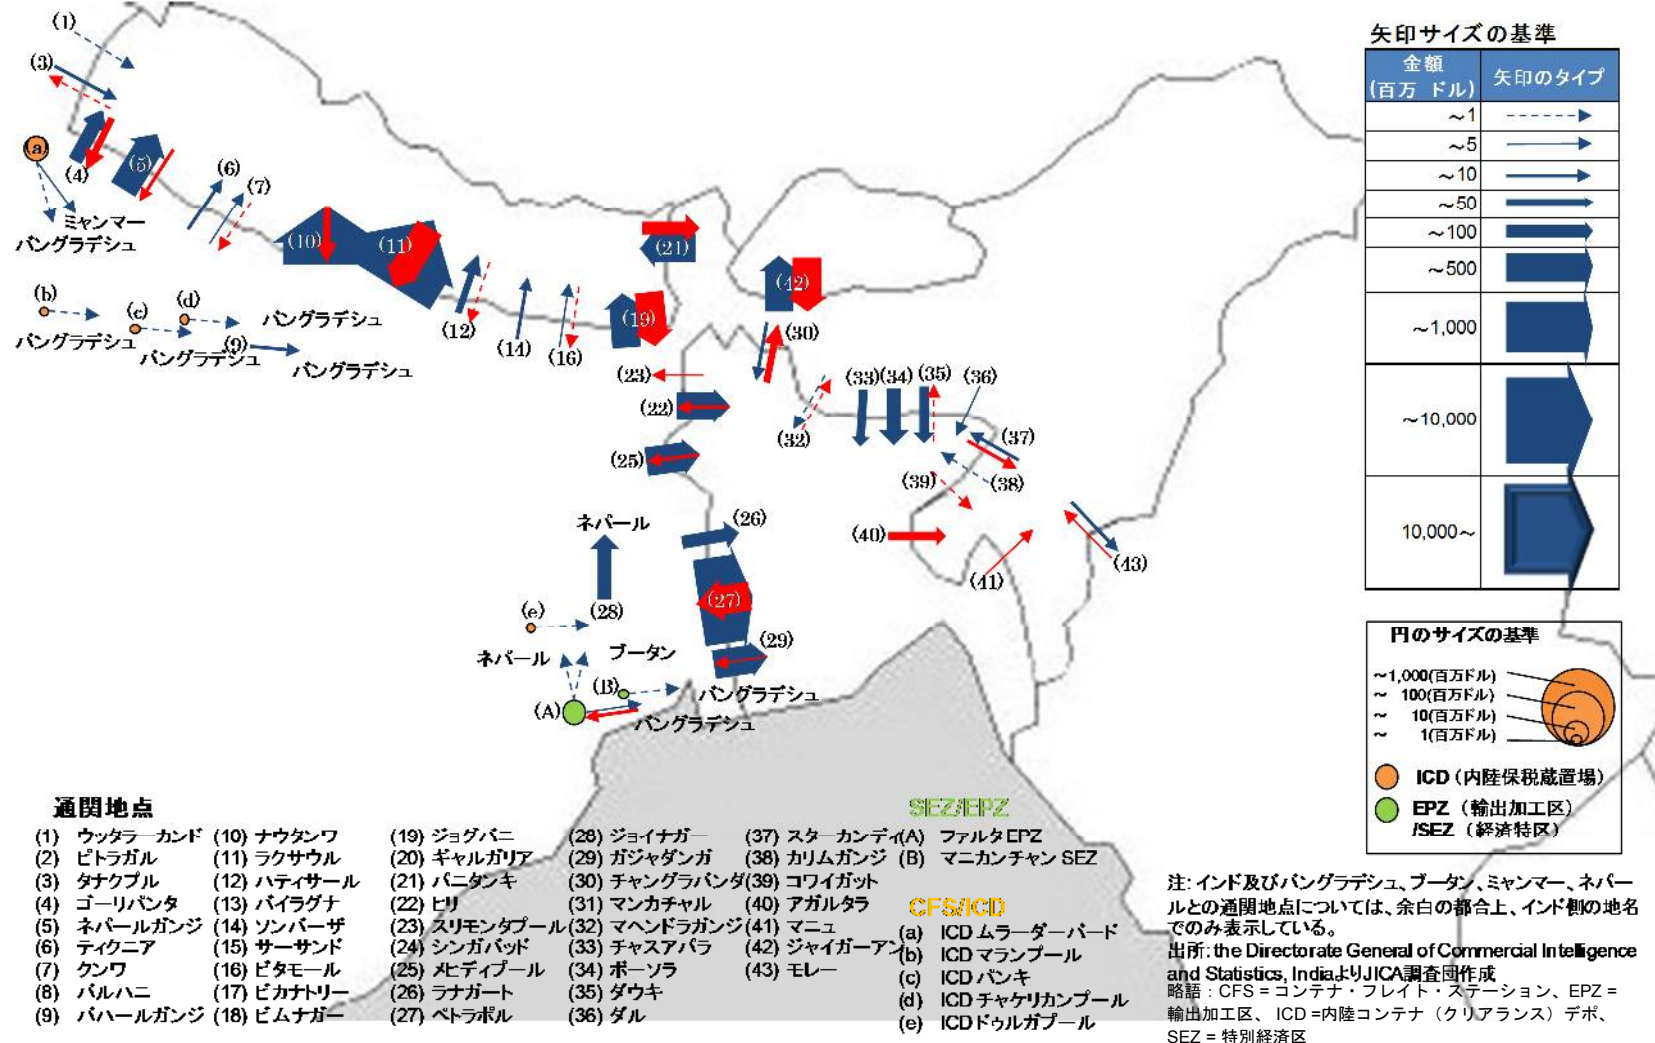 (1)
(3)
(a)
(4)
(5)
(6)
(7)
ミャンマー
バングラデシュ
(10)
(11)
(12)
(14)
(16)
(19)
(21)
(42)
(30)
(b)
(c)
(d)
(9)
バングラデシュ
バングラデシュ
バングラデシュ
バングラデシュ
(23)
(22)
(25)
(32)
(33)
(34)
(35)
(36)
(37)
(38)
(39)
(40)
(41)
(43)
ネパール
(26)
(28)
(27)
(29)
(e)
ネパール
ブータン
(B)
(A)
バングラデシュ
バングラデシュ
矢印サイズの基準
金額
(百万 ドル)
矢印のタイプ
~1
~5
~10
~50
~100
~500
~1,000
~10,000
10,000~
円のサイズの基準
~1,000(百万ドル)
~ 100(百万ドル)
~ 10(百万ドル)
~ 1(百万ドル)
ICD (内陸保税蔵置場)
EPZ (輸出加工区)
/SEZ (経済特区)
通関地点
(1) ウッタラーカンド
(2) ピトラガル
(3) タナクプル
(4) ゴーリパンタ
(5) ネパールガンジ
(6) ティクニア
(7) クンワ
(8) バルハニ
(9) バハールガンジ
(10) ナウタンワ
(11) ラクサウル
(12) ハティサール
(13) バイラグナ
(14) ソンバーザ
(15) サーサンド
(16) ビタモール
(17) ピカナトリー
(18) ビムナガー
(19) ジョグバニ
(20) ギャルガリア
(21) パニタンキ
(22) ヒリ
(23) スリモンタプール
(24) シンガバッド
(25) メヒディプール
(26) ラナガート
(27) ペトラポル
(28) ジョイナガー
(29) ガジャダンガ
(30) チャングラバンダ
(31) マンカチャル
(32) マヘンドラガンジ
(33) チャスアパラ
(34) ボーソラ
(35) ダウキ
(36) ダル
(37) スターカンディ
(38) カリムガンジ
(39) コワイガット
(40) アガルタラ
(41) マニュ
(42) ジャイガーアン
(43) モレー
SEZ/EPZ
(A) ファルタ EPZ
(B) マニカンチャン SEZ
CFS/ICD
(a) ICD ムラーダーバード
(b) ICD マランプール
(c) ICD パンキ
(d) ICD チャケリカンプール
(e) ICD ドゥルガプール
注: インド及びバングラデシュ、ブータン、ミャンマー、ネパー
ルとの通関地点については、余白の都合上、インド側の地名
でのみ表示している。
出所: the Directorate General of Commercial Intelligence
and Statistics, IndiaよりJICA調査団作成
略語：CFS = コンテナ・フレイト・ステーション、EPZ =
輸出加工区、 ICD =内陸コンテナ（クリアランス）デポ、
SEZ = 特別経済区